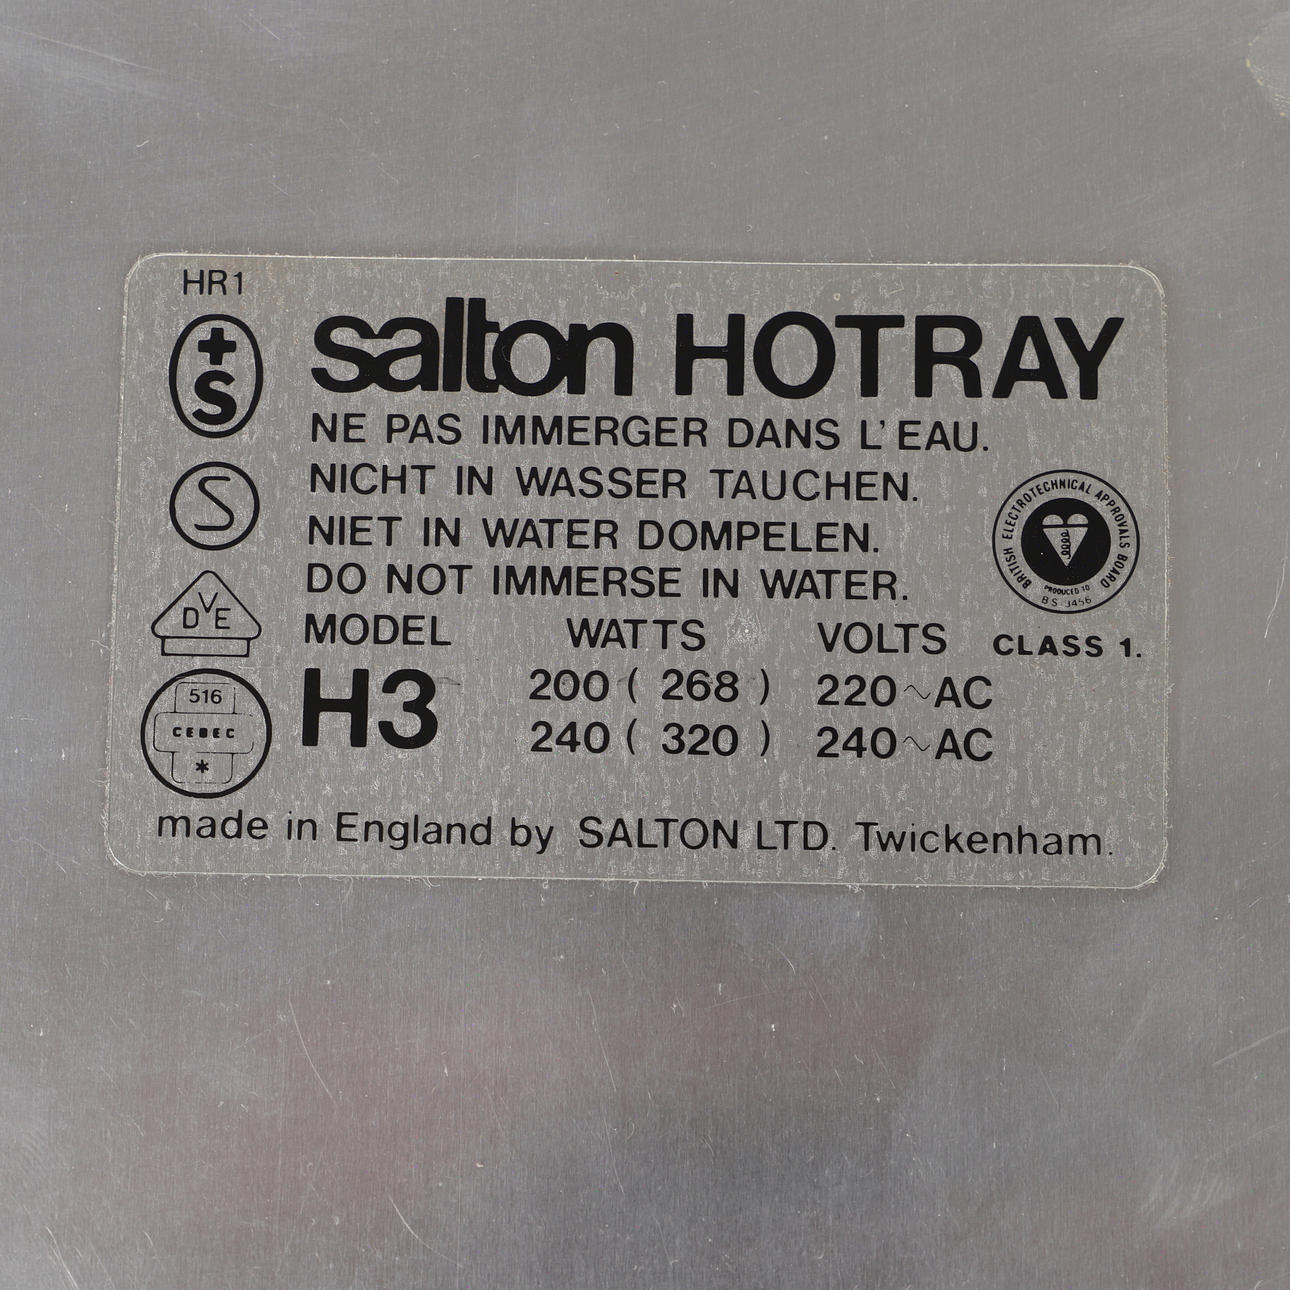 HR1
+S
salton HOTRAY
NE PAS IMMERGER DANS L'EAU.
S
NICHT IN WASSER TAUCHEN.
NIET IN WATER DOMPELEN.
BRITISH ELECTROTECHNICAL APPROVALS BOARD
PRODUCED TO
BS 3456
DO NOT IMMERSE IN WATER.
DVE
MODEL WATTS VOLTS CLASS 1.
H3 200 ( 268 ) 220~AC
240 ( 320 ) 240~AC
516
CEBEC
*
made in England by SALTON LTD. Twickenham.